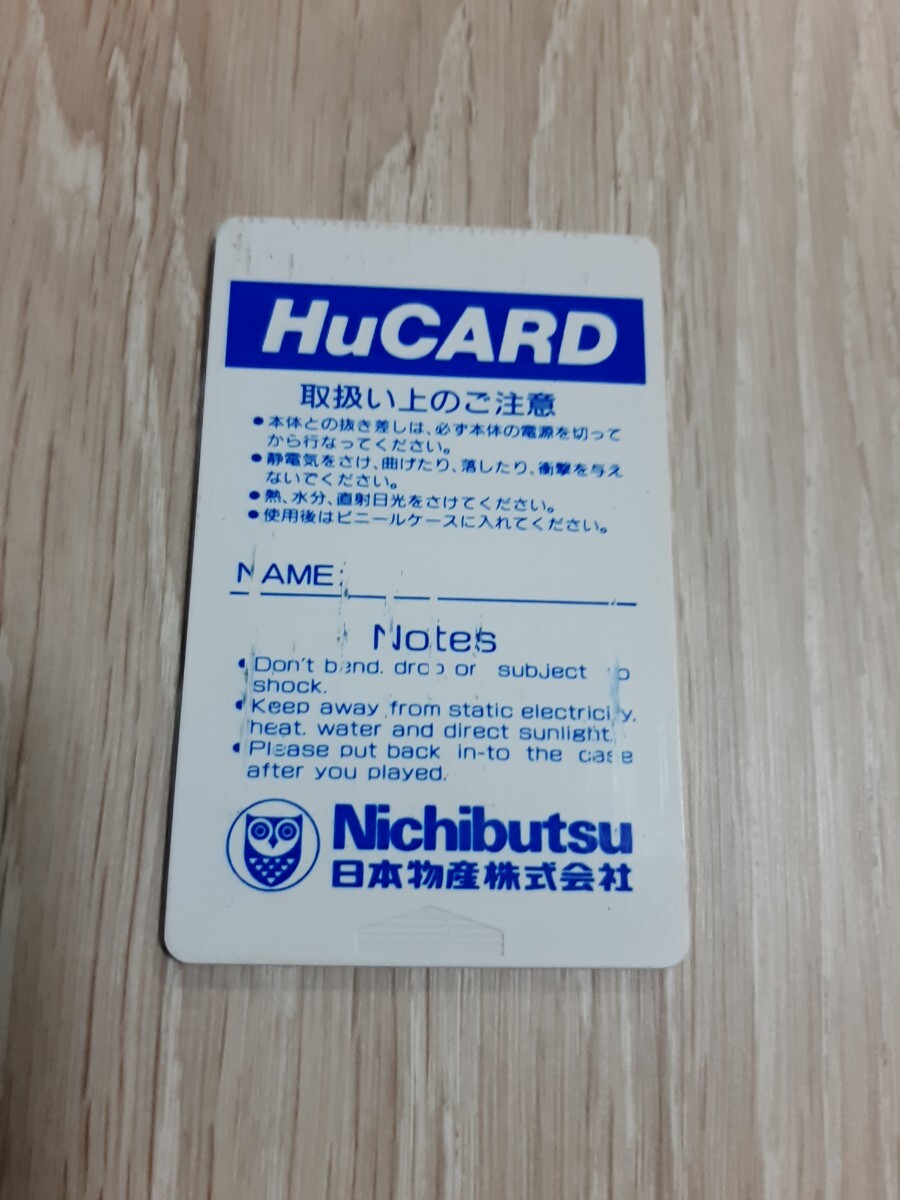 HuCARD
取扱い上のご注意
●本体との抜き差しは、必ず本体の電源を切って
から行なってください。
●静電気をさけ、曲げたり、落したり、衝撃を与え
ないでください。
●熱、水分、直射日光をさけてください。
●使用後はビニールケースに入れてください。
NAME:
Notes
●Don't bend, drop or subject to
shock.
●Keep away from static electricity,
heat, water and direct sunlight.
●Please put back in-to the case
after you played.
Nichibutsu
日本物産株式会社